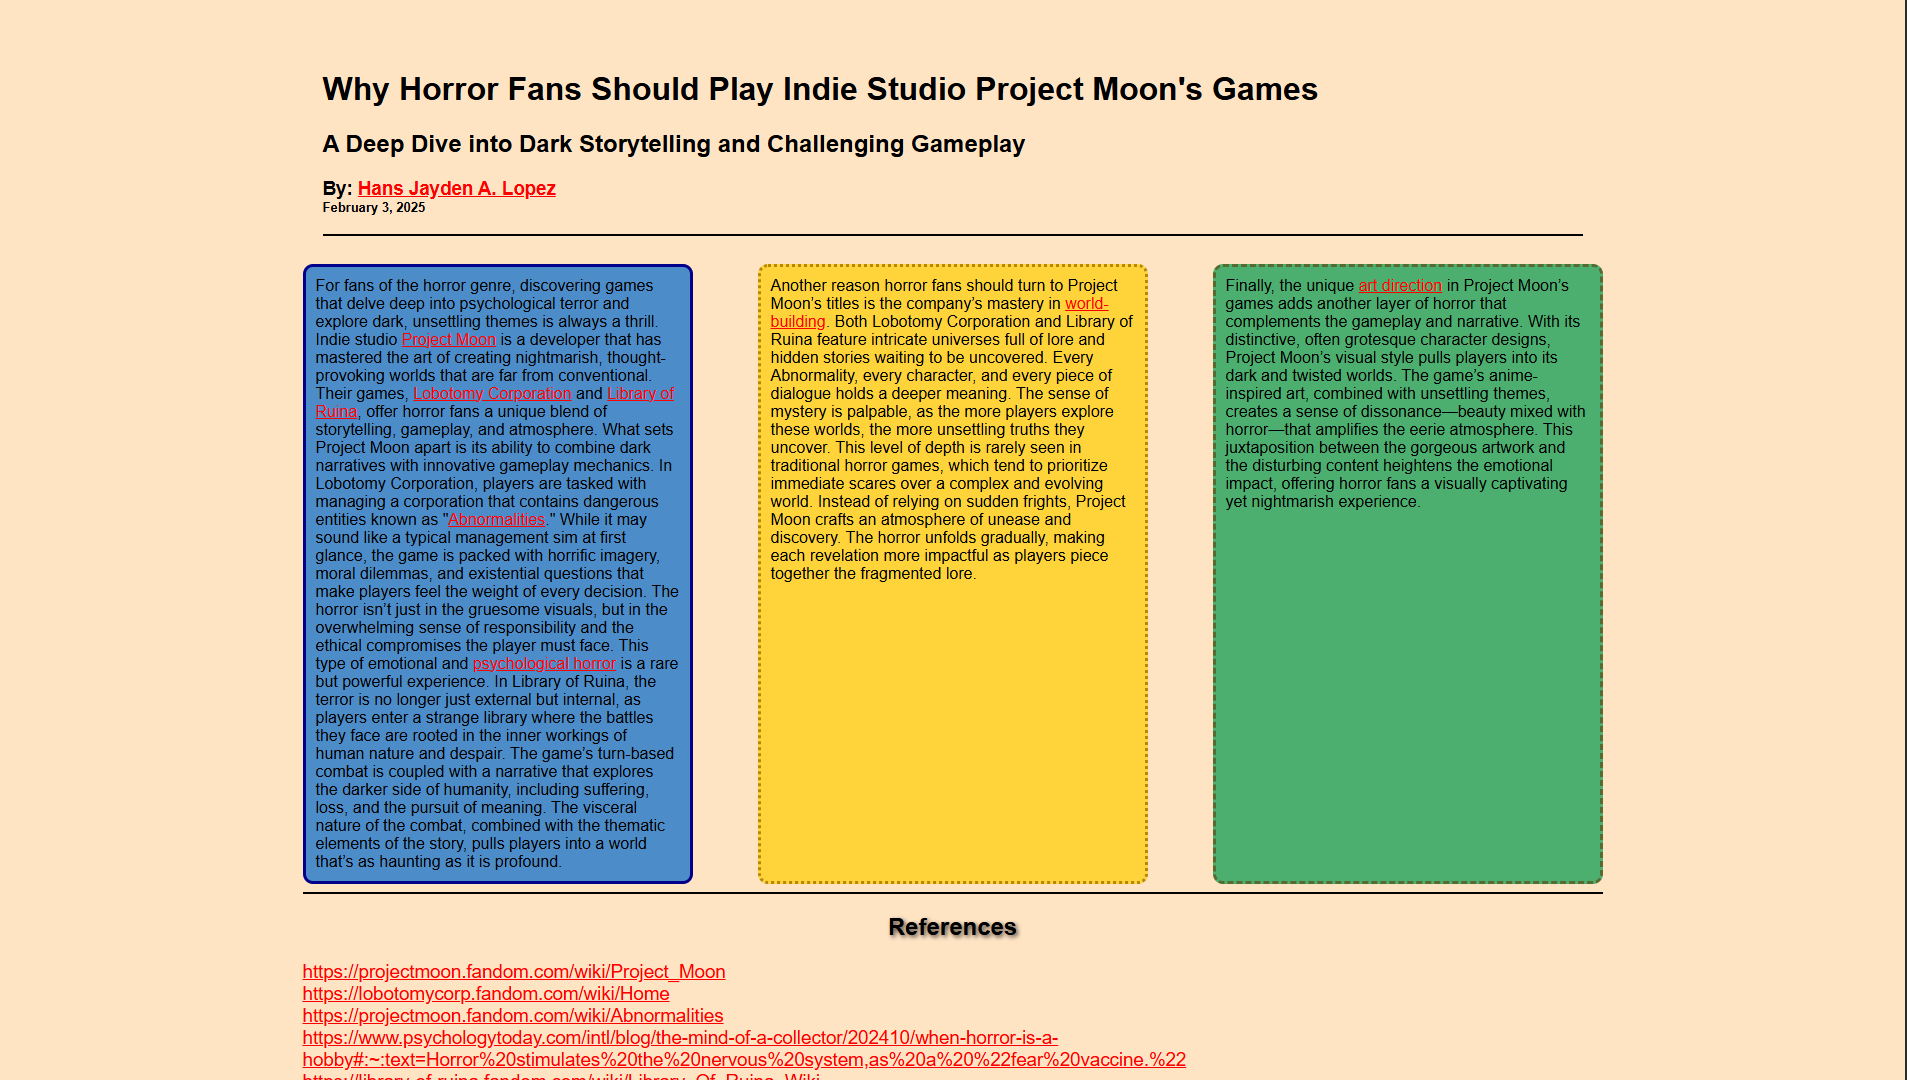 Why Horror Fans Should Play Indie Studio Project Moon's Games
A Deep Dive into Dark Storytelling and Challenging Gameplay
By: Hans Jayden A. Lopez
February 3, 2025
For fans of the horror genre, discovering games
that delve deep into psychological terror and
explore dark, unsettling themes is always a thrill.
Indie studio Project Moon is a developer that has
mastered the art of creating nightmarish, thought-
provoking worlds that are far from conventional.
Their games, Lobotomy Corporation and Library of
Ruina, offer horror fans a unique blend of
storytelling, gameplay, and atmosphere. What sets
Project Moon apart is its ability to combine dark
narratives with innovative gameplay mechanics. In
Lobotomy Corporation, players are tasked with
managing a corporation that contains dangerous
entities known as "Abnormalities." While it may
sound like a typical management sim at first
glance, the game is packed with horrific imagery,
moral dilemmas, and existential questions that
make players feel the weight of every decision. The
horror isn’t just in the gruesome visuals, but in the
overwhelming sense of responsibility and the
ethical compromises the player must face. This
type of emotional and psychological horror is a rare
but powerful experience. In Library of Ruina, the
terror is no longer just external but internal, as
players enter a strange library where the battles
they face are rooted in the inner workings of
human nature and despair. The game’s turn-based
combat is coupled with a narrative that explores
the darker side of humanity, including suffering,
loss, and the pursuit of meaning. The visceral
nature of the combat, combined with the thematic
elements of the story, pulls players into a world
that’s as haunting as it is profound.
Another reason horror fans should turn to Project
Moon’s titles is the company’s mastery in world-
building. Both Lobotomy Corporation and Library of
Ruina feature intricate universes full of lore and
hidden stories waiting to be uncovered. Every
Abnormality, every character, and every piece of
dialogue holds a deeper meaning. The sense of
mystery is palpable, as the more players explore
these worlds, the more unsettling truths they
uncover. This level of depth is rarely seen in
traditional horror games, which tend to prioritize
immediate scares over a complex and evolving
world. Instead of relying on sudden frights, Project
Moon crafts an atmosphere of unease and
discovery. The horror unfolds gradually, making
each revelation more impactful as players piece
together the fragmented lore.
Finally, the unique art direction in Project Moon’s
games adds another layer of horror that
complements the gameplay and narrative. With its
distinctive, often grotesque character designs,
Project Moon’s visual style pulls players into its
dark and twisted worlds. The game’s anime-
inspired art, combined with unsettling themes,
creates a sense of dissonance—beauty mixed with
horror—that amplifies the eerie atmosphere. This
juxtaposition between the gorgeous artwork and
the disturbing content heightens the emotional
impact, offering horror fans a visually captivating
yet nightmarish experience.
References
https://projectmoon.fandom.com/wiki/Project_Moon
https://lobotomycorp.fandom.com/wiki/Home
https://projectmoon.fandom.com/wiki/Abnormalities
https://www.psychologytoday.com/intl/blog/the-mind-of-a-collector/202410/when-horror-is-a-
hobby#:~:text=Horror%20stimulates%20the%20nervous%20system,as%20a%20%22fear%20vaccine.%22
https://library-of-ruina.fandom.com/wiki/Library_Of_Ruina_Wiki